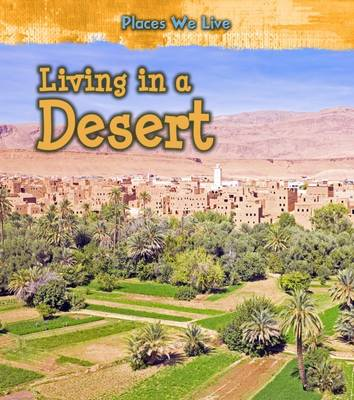 Places We Live
Living in a
Desert